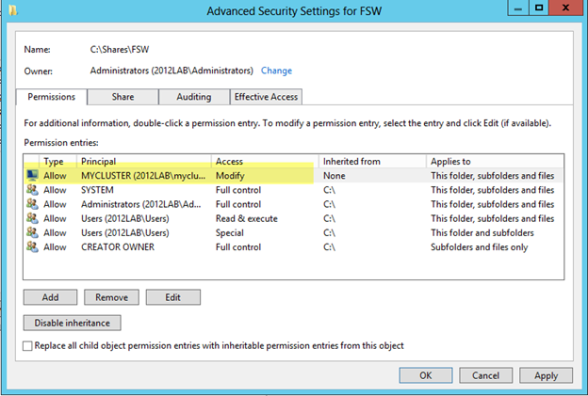 Advanced Security Settings for FSW
Name: C:\Shares\FSW
Owner: Administrators (2012LAB\Administrators) Change
Permissions Share Auditing Effective Access
For additional information, double-click a permission entry. To modify a permission entry, select the entry and click Edit (if available).
Permission entries:
Type Principal Access Inherited from Applies to
Allow MYCLUSTER (2012LAB\myclu... Modify None This folder, subfolders and files
Allow SYSTEM Full control C:\ This folder, subfolders and files
Allow Administrators (2012LAB\Ad... Full control C:\ This folder, subfolders and files
Allow Users (2012LAB\Users) Read & execute C:\ This folder, subfolders and files
Allow Users (2012LAB\Users) Special C:\ This folder and subfolders
Allow CREATOR OWNER Full control C:\ Subfolders and files only
Add Remove Edit
Disable inheritance
Replace all child object permission entries with inheritable permission entries from this object
OK Cancel Apply